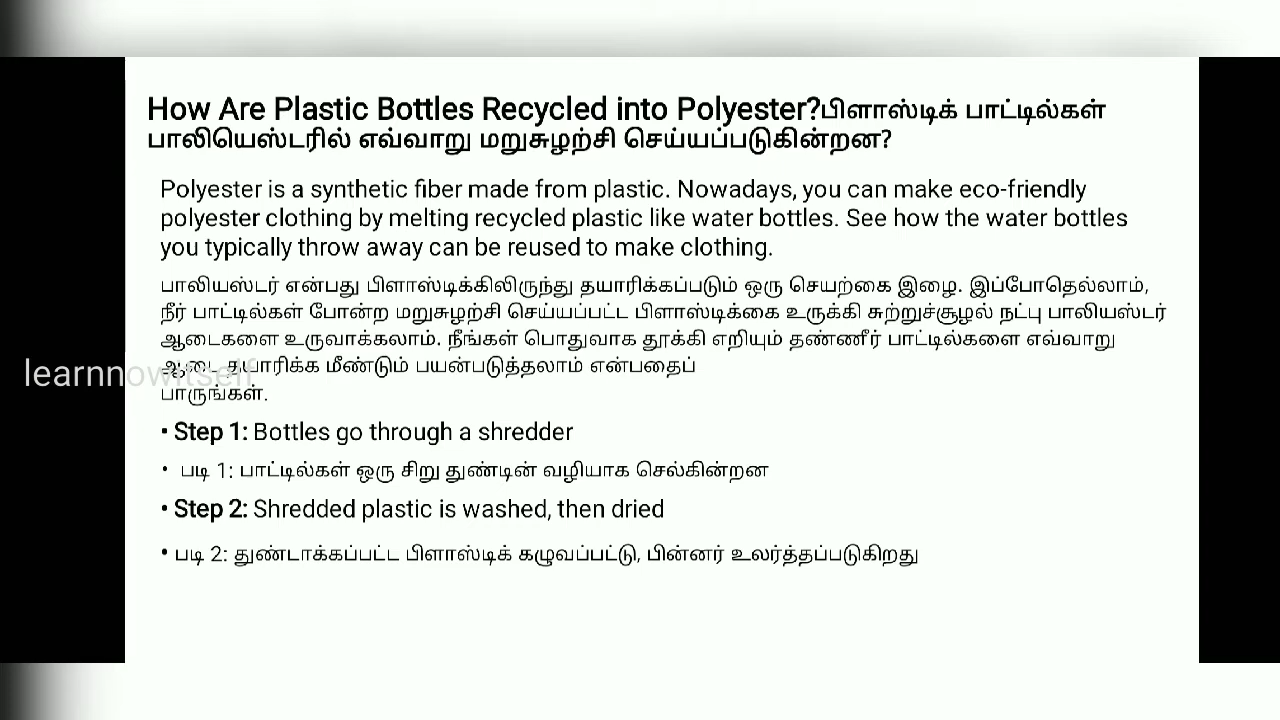 How Are Plastic Bottles Recycled into Polyester?பிளாஸ்டிக் பாட்டில்கள்
பாலியெஸ்டரில் எவ்வாறு மறுசுழற்சி செய்யப்படுகின்றன?
Polyester is a synthetic fiber made from plastic. Nowadays, you can make eco-friendly
polyester clothing by melting recycled plastic like water bottles. See how the water bottles
you typically throw away can be reused to make clothing.
பாலியஸ்டர் என்பது பிளாஸ்டிக்கிலிருந்து தயாரிக்கப்படும் ஒரு செயற்கை இழை. இப்போதெல்லாம்,
நீர் பாட்டில்கள் போன்ற மறுசுழற்சி செய்யப்பட்ட பிளாஸ்டிக்கை உருக்கி சுற்றுச்சூழல் நட்பு பாலியஸ்டர்
ஆடைகளை உருவாக்கலாம். நீங்கள் பொதுவாக தூக்கி எறியும் தண்ணீர் பாட்டில்களை எவ்வாறு
ஆடை தயாரிக்க மீண்டும் பயன்படுத்தலாம் என்பதைப்
learnnowitself
பாருங்கள்.
• Step 1: Bottles go through a shredder
• படி 1: பாட்டில்கள் ஒரு சிறு துண்டின் வழியாக செல்கின்றன
• Step 2: Shredded plastic is washed, then dried
• படி 2: துண்டாக்கப்பட்ட பிளாஸ்டிக் கழுவப்பட்டு, பின்னர் உலர்த்தப்படுகிறது